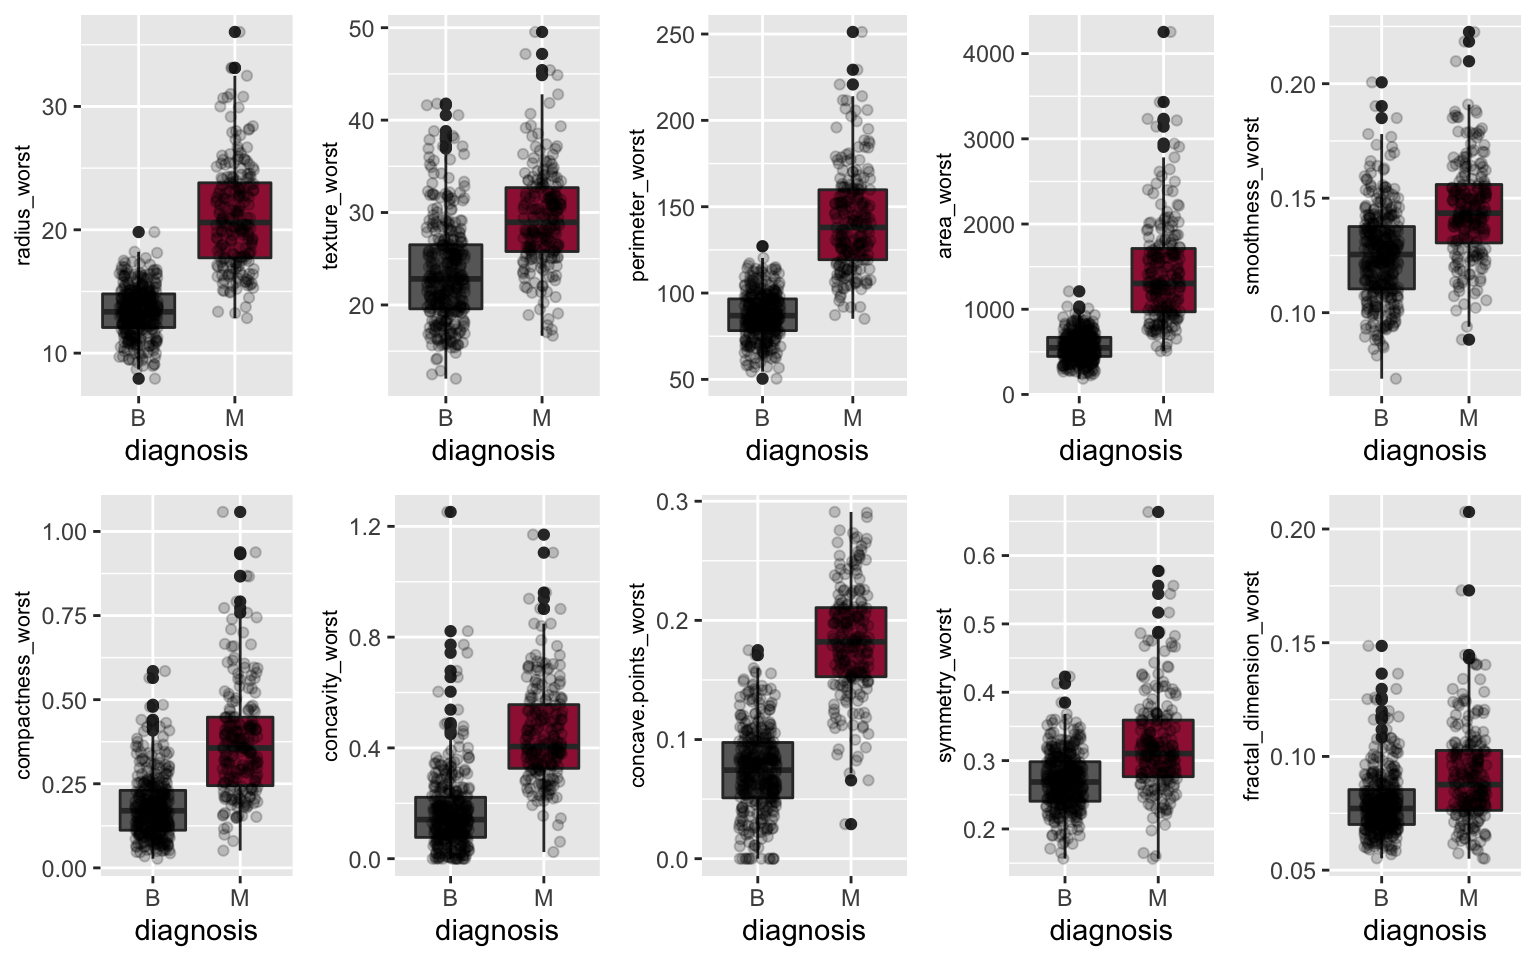 radius_worst
30
20
10
B M
diagnosis
texture_worst
50
40
30
20
B M
diagnosis
perimeter_worst
250
200
150
100
50
B M
diagnosis
area_worst
4000
3000
2000
1000
0
B M
diagnosis
smoothness_worst
0.20
0.15
0.10
B M
diagnosis
compactness_worst
1.00
0.75
0.50
0.25
0.00
B M
diagnosis
concavity_worst
1.2
0.8
0.4
0.0
B M
diagnosis
concave.points_worst
0.3
0.2
0.1
0.0
B M
diagnosis
symmetry_worst
0.6
0.5
0.4
0.3
0.2
B M
diagnosis
fractal_dimension_worst
0.20
0.15
0.10
0.05
B M
diagnosis